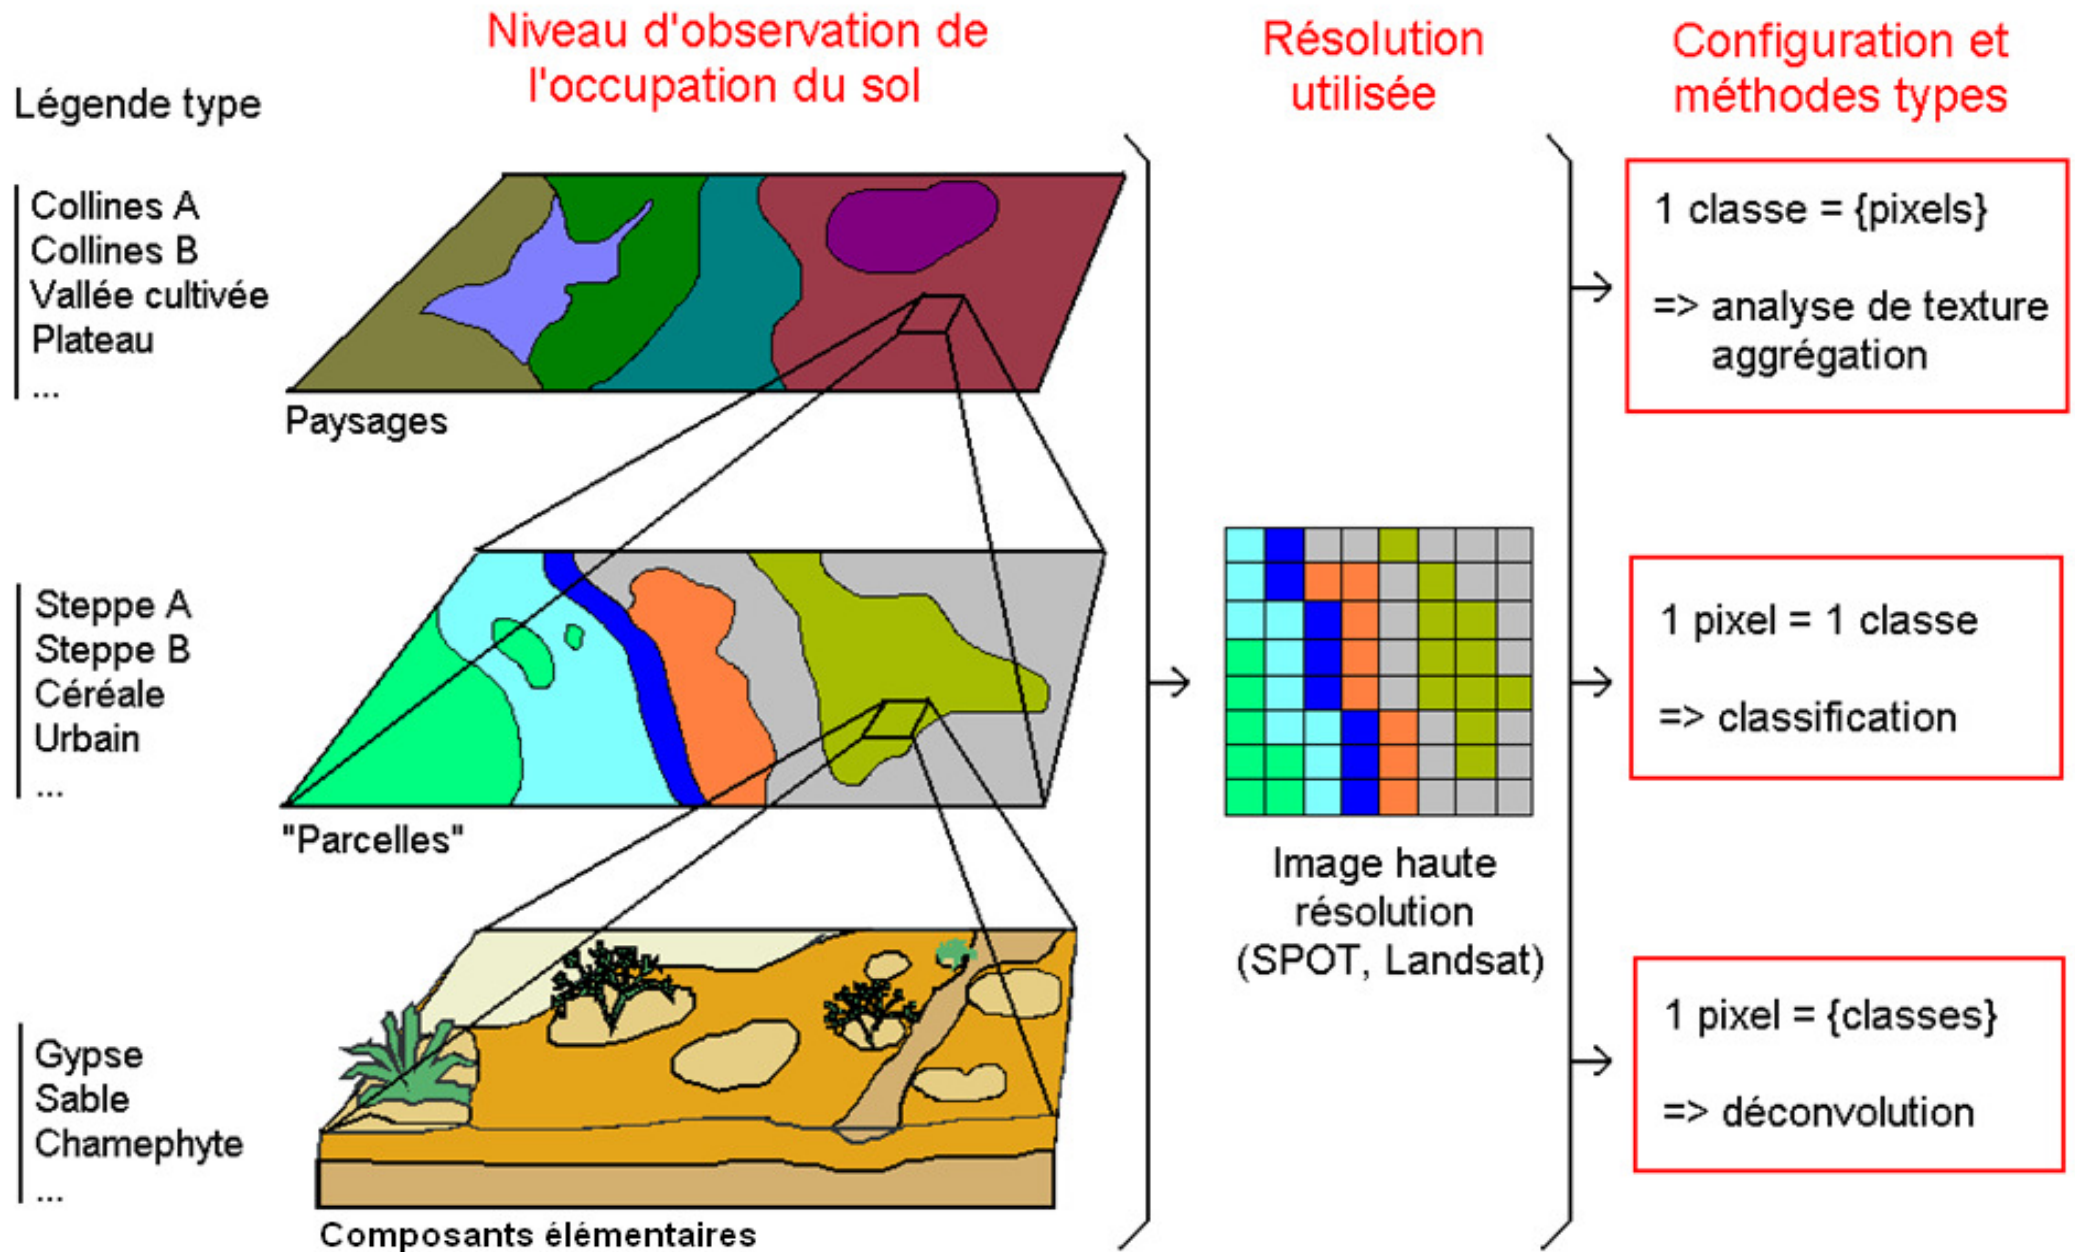 Niveau d'observation de
l'occupation du sol
Résolution
utilisée
Configuration et
méthodes types
Légende type
Collines A
Collines B
Vallée cultivée
Plateau
...
Paysages
1 classe = {pixels}
=> analyse de texture
aggrégation
Steppe A
Steppe B
Céréale
Urbain
...
"Parcelles"
Image haute
résolution
(SPOT, Landsat)
1 pixel = 1 classe
=> classification
Gypse
Sable
Chamephyte
...
Composants élémentaires
1 pixel = {classes}
=> déconvolution